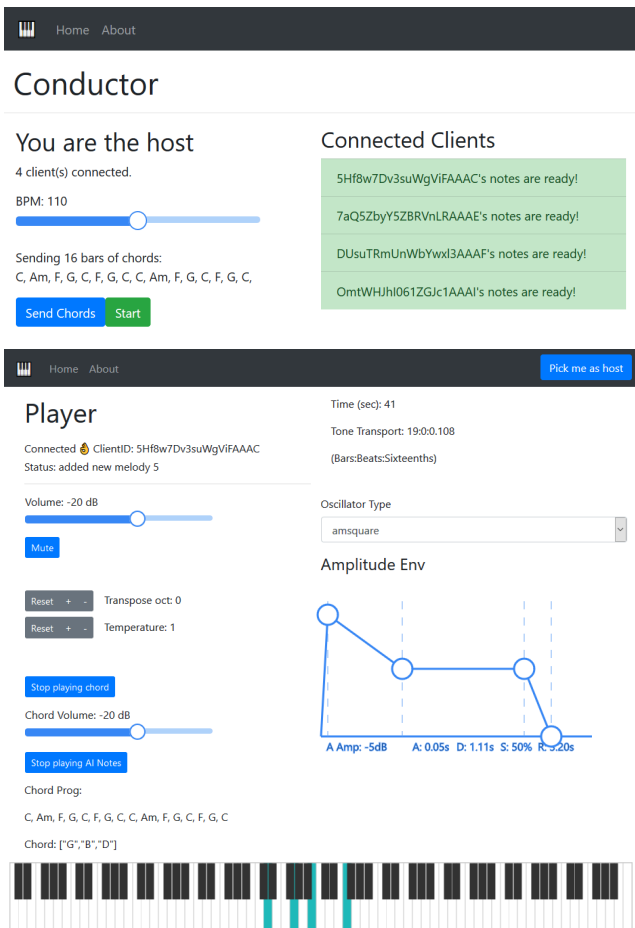 Home About
Conductor
You are the host
4 client(s) connected.
BPM: 110
Sending 16 bars of chords:
C, Am, F, G, C, F, G, C, C, Am, F, G, C, F, G, C,
Send Chords Start
Connected Clients
5Hf8w7Dv3suWgViFAAAC's notes are ready!
7aQ5ZbyY5ZBRVnLRAAAE's notes are ready!
DUsuTRmUnWbYwxl3AAAF's notes are ready!
OmtWHJhI061ZGJc1AAAI's notes are ready!
Home About Pick me as host
Player
Connected 👌 ClientID: 5Hf8w7Dv3suWgViFAAAC
Status: added new melody 5
Volume: -20 dB
Mute
Reset + - Transpose oct: 0
Reset + - Temperature: 1
Stop playing chord
Chord Volume: -20 dB
Stop playing AI Notes
Chord Prog:
C, Am, F, G, C, F, G, C, C, Am, F, G, C, F, G, C
Chord: ["G","B","D"]
Time (sec): 41
Tone Transport: 19:0:0.108
(Bars:Beats:Sixteenths)
Oscillator Type
amsquare
Amplitude Env
A Amp: -5dB A: 0.05s D: 1.11s S: 50% R: 3.20s